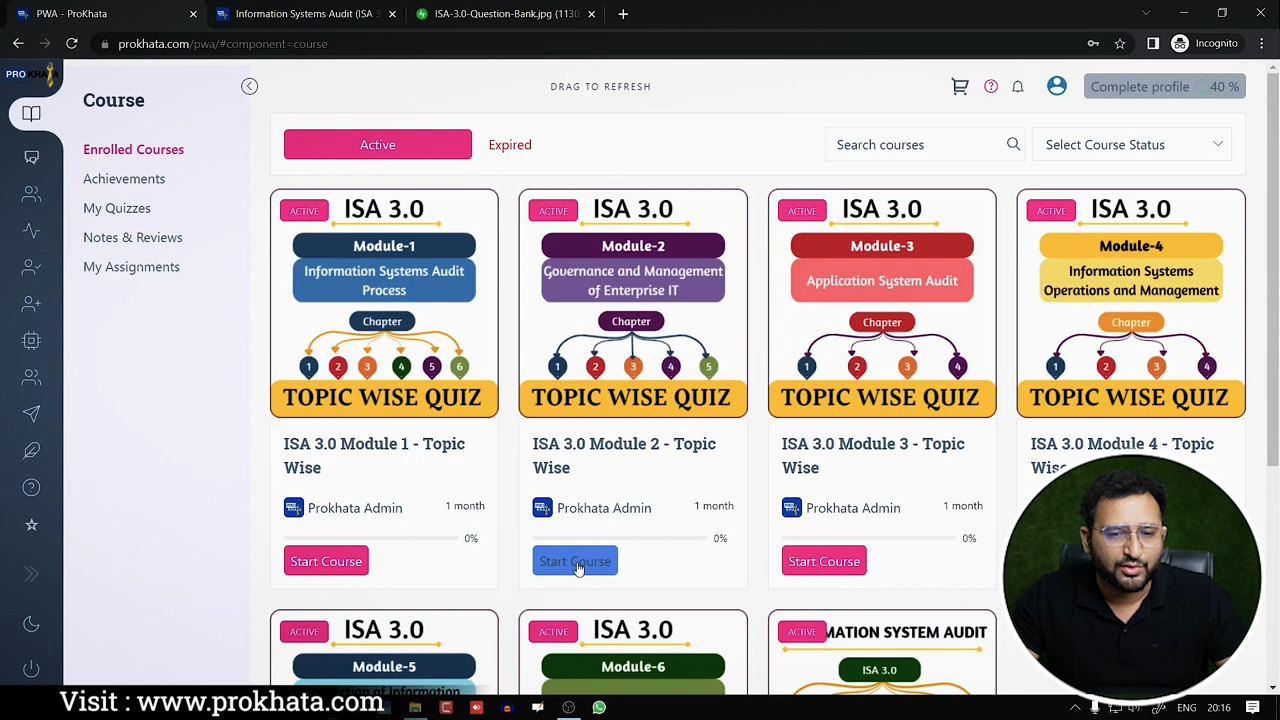 PWA - ProKhata
Information Systems Audit (ISA 3
ISA-3.0-Question-Bank.jpg (1130
prokhata.com/pwa/#component=course
Incognito
PROKHATA
Course
DRAG TO REFRESH
Complete profile 40 %
Enrolled Courses
Achievements
My Quizzes
Notes & Reviews
My Assignments
Active
Expired
Search courses
Select Course Status
ACTIVE
ISA 3.0
Module-1
Information Systems Audit
Process
Chapter
1 2 3 4 5 6
TOPIC WISE QUIZ
ISA 3.0 Module 1 - Topic
Wise
Prokhata Admin
1 month
0%
Start Course
ACTIVE
ISA 3.0
Module-2
Governance and Management
of Enterprise IT
Chapter
1 2 3 4 5
TOPIC WISE QUIZ
ISA 3.0 Module 2 - Topic
Wise
Prokhata Admin
1 month
0%
Start Course
ACTIVE
ISA 3.0
Module-3
Application System Audit
Chapter
1 2 3 4
TOPIC WISE QUIZ
ISA 3.0 Module 3 - Topic
Wise
Prokhata Admin
1 month
0%
Start Course
ACTIVE
ISA 3.0
Module-4
Information Systems
Operations and Management
Chapter
1 2 3 4
TOPIC WISE QUIZ
ISA 3.0 Module 4 - Topic
Wise
ACTIVE
ISA 3.0
Module-5
of Information
ACTIVE
ISA 3.0
Module-6
ACTIVE
MATION SYSTEM AUDIT
ISA 3.0
Visit : www.prokhata.com
ENG
20:16